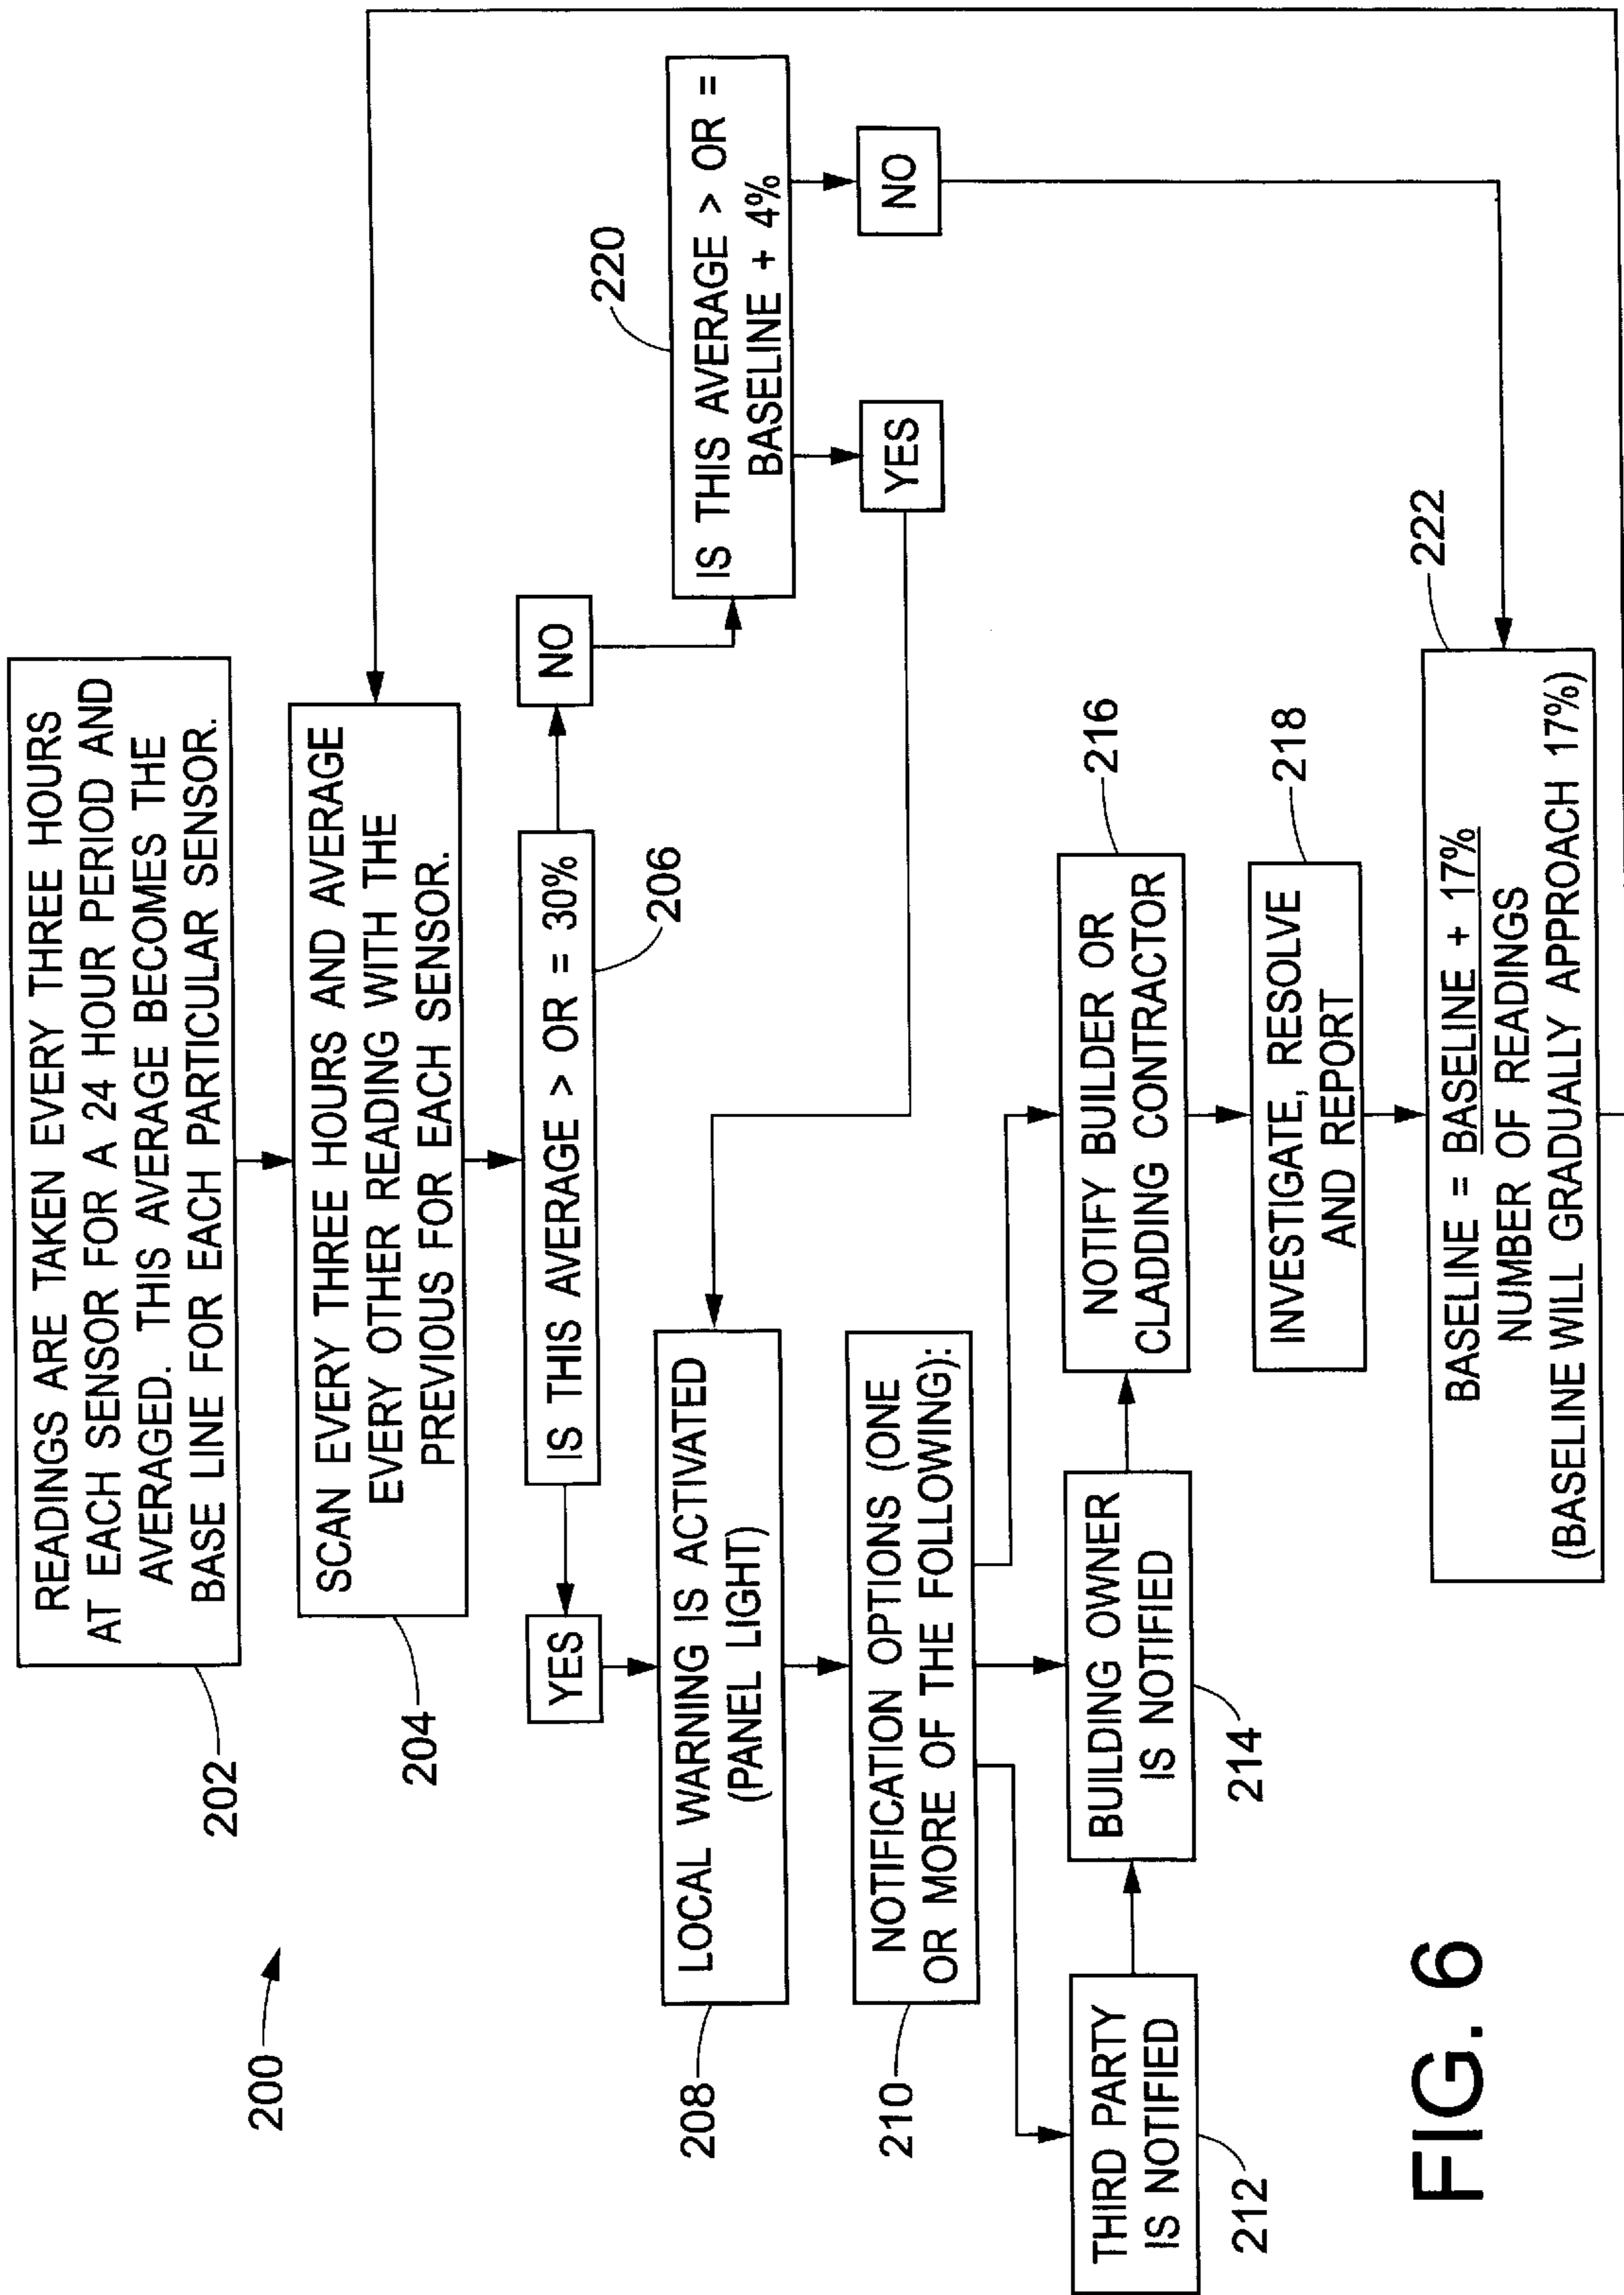 200
READINGS ARE TAKEN EVERY THREE HOURS
AT EACH SENSOR FOR A 24 HOUR PERIOD AND
AVERAGED. THIS AVERAGE BECOMES THE
BASE LINE FOR EACH PARTICULAR SENSOR.
202
SCAN EVERY THREE HOURS AND AVERAGE
EVERY OTHER READING WITH THE
PREVIOUS FOR EACH SENSOR.
204
YES
IS THIS AVERAGE > OR = 30%
NO
206
IS THIS AVERAGE > OR =
BASELINE + 4%
220
YES
NO
LOCAL WARNING IS ACTIVATED
(PANEL LIGHT)
208
NOTIFICATION OPTIONS (ONE
OR MORE OF THE FOLLOWING):
210
THIRD PARTY
IS NOTIFIED
212
BUILDING OWNER
IS NOTIFIED
214
NOTIFY BUILDER OR
CLADDING CONTRACTOR
216
INVESTIGATE, RESOLVE
AND REPORT
218
BASELINE = BASELINE + 17%
NUMBER OF READINGS
(BASELINE WILL GRADUALLY APPROACH 17%)
222
FIG. 6